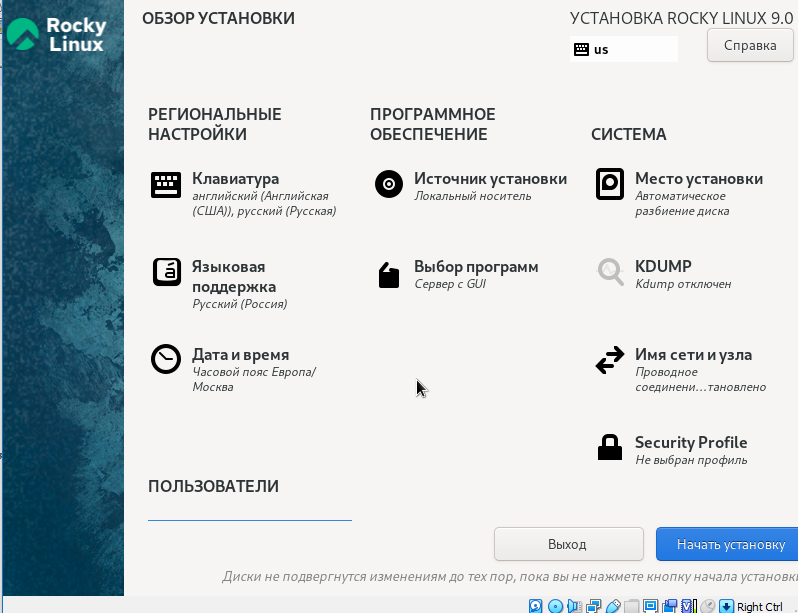 Rocky
Linux
ОБЗОР УСТАНОВКИ
УСТАНОВКА ROCKY LINUX 9.0
us
Справка
РЕГИОНАЛЬНЫЕ
НАСТРОЙКИ
Клавиатура
английский (Английская
(США)), русский (Русская)
Языковая
поддержка
Русский (Россия)
Дата и время
Часовой пояс Европа/
Москва
ПРОГРАММНОЕ
ОБЕСПЕЧЕНИЕ
Источник установки
Локальный носитель
Выбор программ
Сервер с GUI
СИСТЕМА
Место установки
Автоматическое
разбиение диска
KDUMP
Kdump отключен
Имя сети и узла
Проводное
соединени...тановлено
Security Profile
Не выбран профиль
ПОЛЬЗОВАТЕЛИ
Выход
Начать установку
Диски не подвергнутся изменениям до тех пор, пока вы не нажмете кнопку начала установки
Right Ctrl